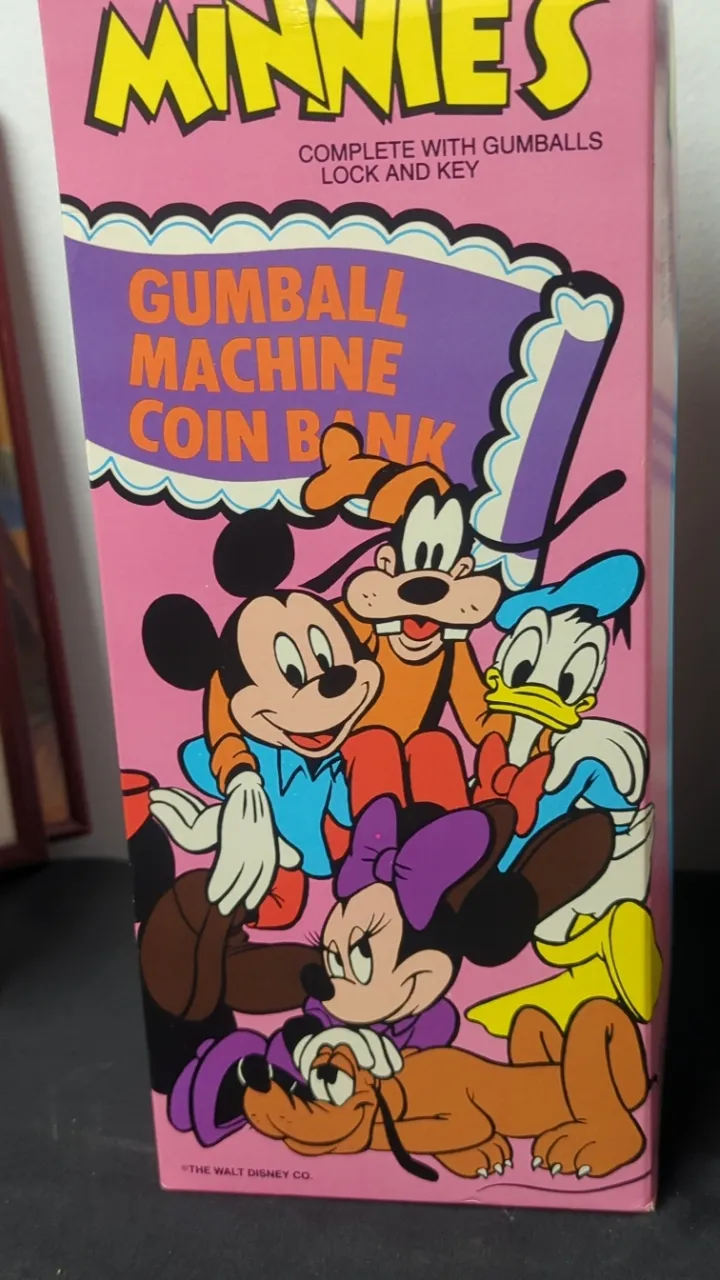 MINNIE'S
COMPLETE WITH GUMBALLS
LOCK AND KEY
GUMBALL
MACHINE
COIN BANK
©THE WALT DISNEY CO.